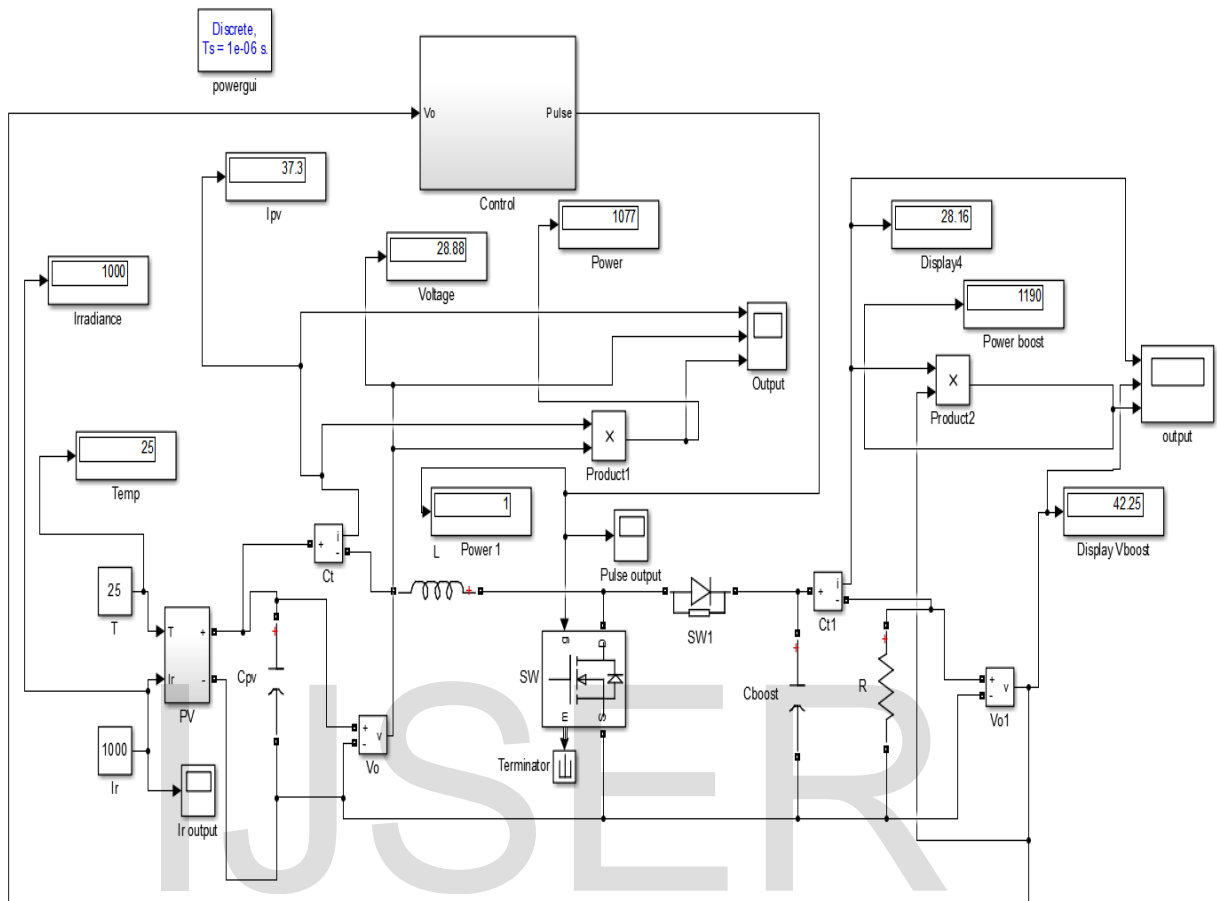 Discrete,
Ts = 1e-06 s.
powergui
Vo
Pulse
Control
37.3
Ipv
1077
Power
28.16
Display4
28.88
Voltage
1000
Irradiance
1190
Power boost
Output
×
Product1
×
Product2
output
25
Temp
1
L
Power 1
42.25
Display Vboost
Pulse output
+
i
-
Ct
+
i
-
Ct1
25
T
T
+
Ir
-
PV
+
Cpv
+
SW1
g
D
SW
m
S
+
Cboost
+
R
+
-
v
Vo1
+
-
v
Vo
1000
Ir
Ir output
Terminator
IJSER